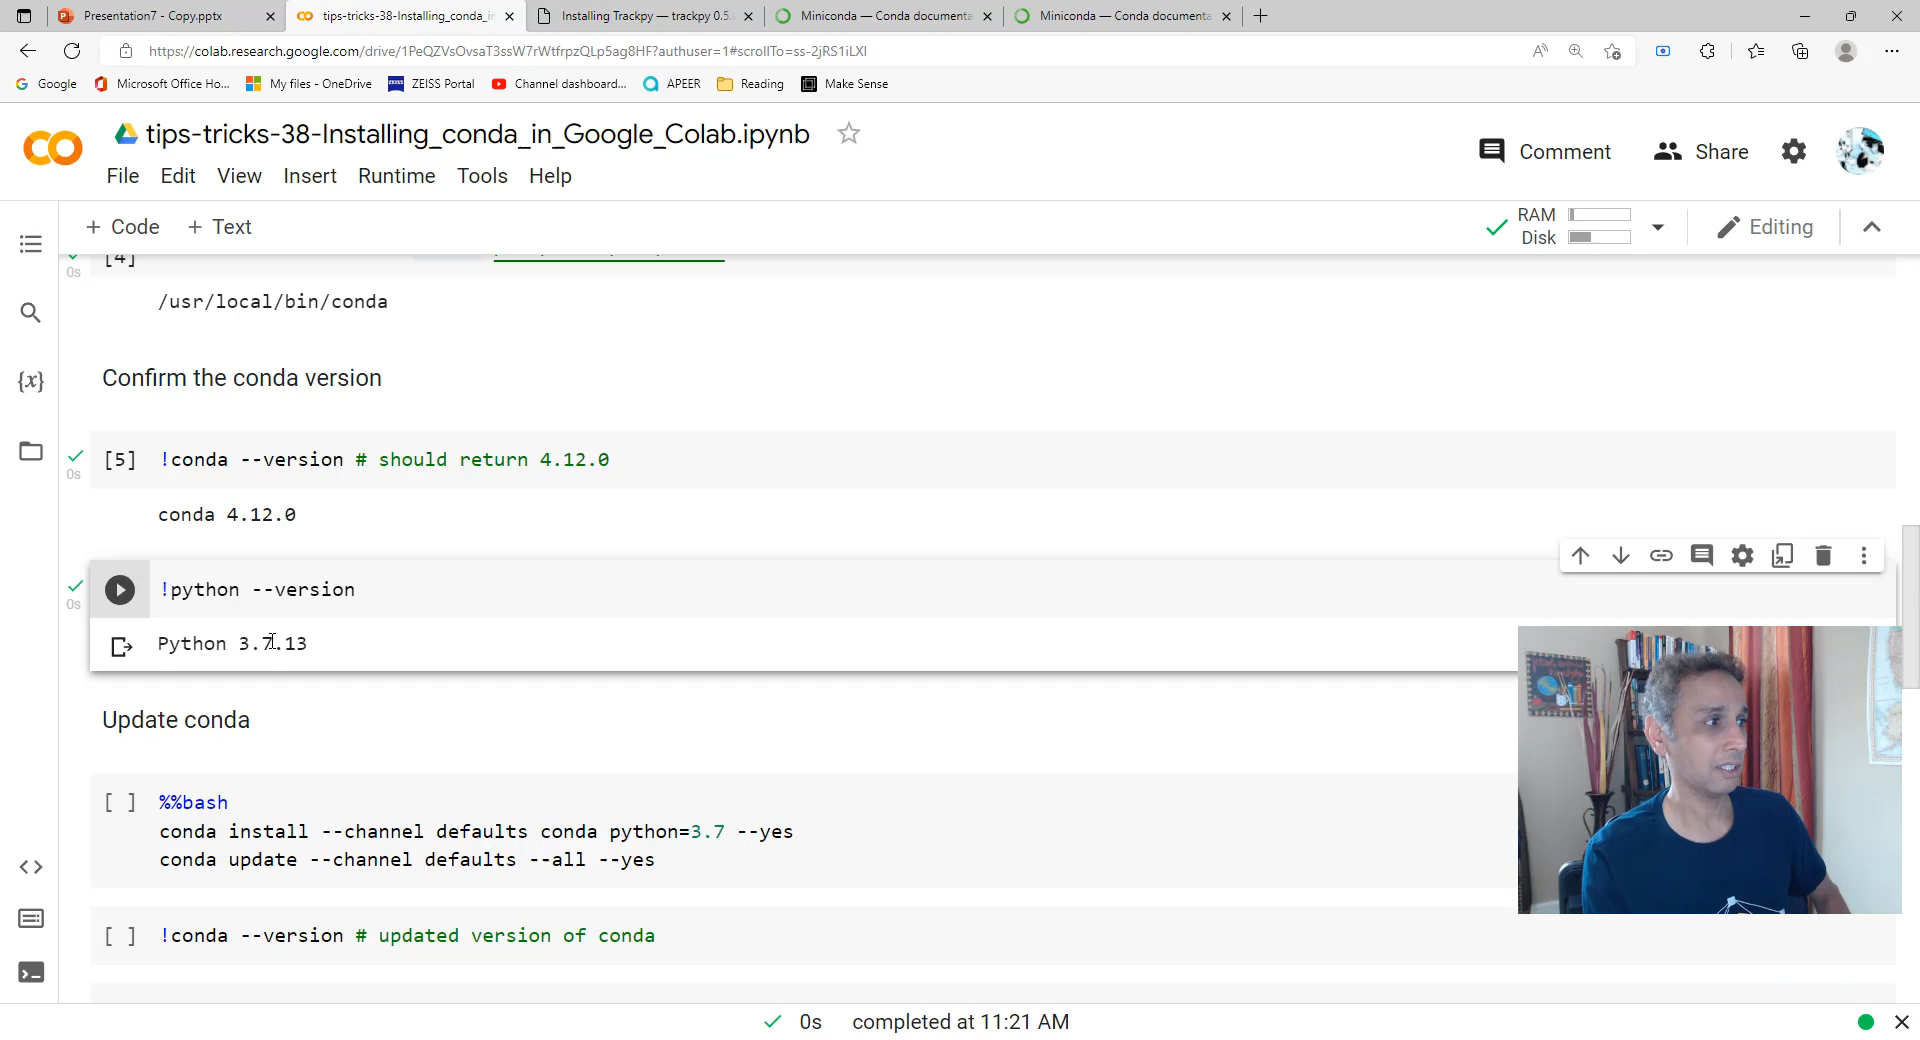 Presentation7 - Copy.pptx
tips-tricks-38-Installing_conda_in
Installing Trackpy — trackpy 0.5.
Miniconda — Conda documenta
Miniconda — Conda documenta
https://colab.research.google.com/drive/1PeQZVsOvsaT3ssW7rWtfrpzQLp5ag8HF?authuser=1#scrollTo=ss-2jRS1iLXl
Google
Microsoft Office Ho...
My files - OneDrive
ZEISS Portal
Channel dashboard...
APEER
Reading
Make Sense
tips-tricks-38-Installing_conda_in_Google_Colab.ipynb
Comment
Share
File Edit View Insert Runtime Tools Help
+ Code + Text
RAM
Disk
Editing
[4]
0s
/usr/local/bin/conda
Confirm the conda version
[5] !conda --version # should return 4.12.0
0s
conda 4.12.0
!python --version
0s
Python 3.7.13
Update conda
[ ] %%bash
conda install --channel defaults conda python=3.7 --yes
conda update --channel defaults --all --yes
[ ] !conda --version # updated version of conda
0s completed at 11:21 AM